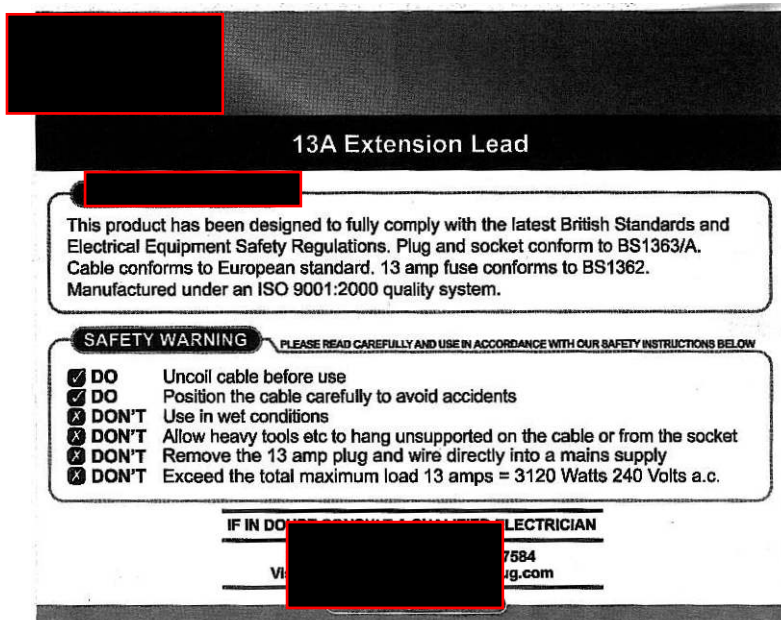 13A Extension Lead
This product has been designed to fully comply with the latest British Standards and
Electrical Equipment Safety Regulations. Plug and socket conform to BS1363/A.
Cable conforms to European standard. 13 amp fuse conforms to BS1362.
Manufactured under an ISO 9001:2000 quality system.
SAFETY WARNING PLEASE READ CAREFULLY AND USE IN ACCORDANCE WITH OUR SAFETY INSTRUCTIONS BELOW
DO Uncoil cable before use
DO Position the cable carefully to avoid accidents
DON'T Use in wet conditions
DON'T Allow heavy tools etc to hang unsupported on the cable or from the socket
DON'T Remove the 13 amp plug and wire directly into a mains supply
DON'T Exceed the total maximum load 13 amps = 3120 Watts 240 Volts a.c.
IF IN
7584
ug.com